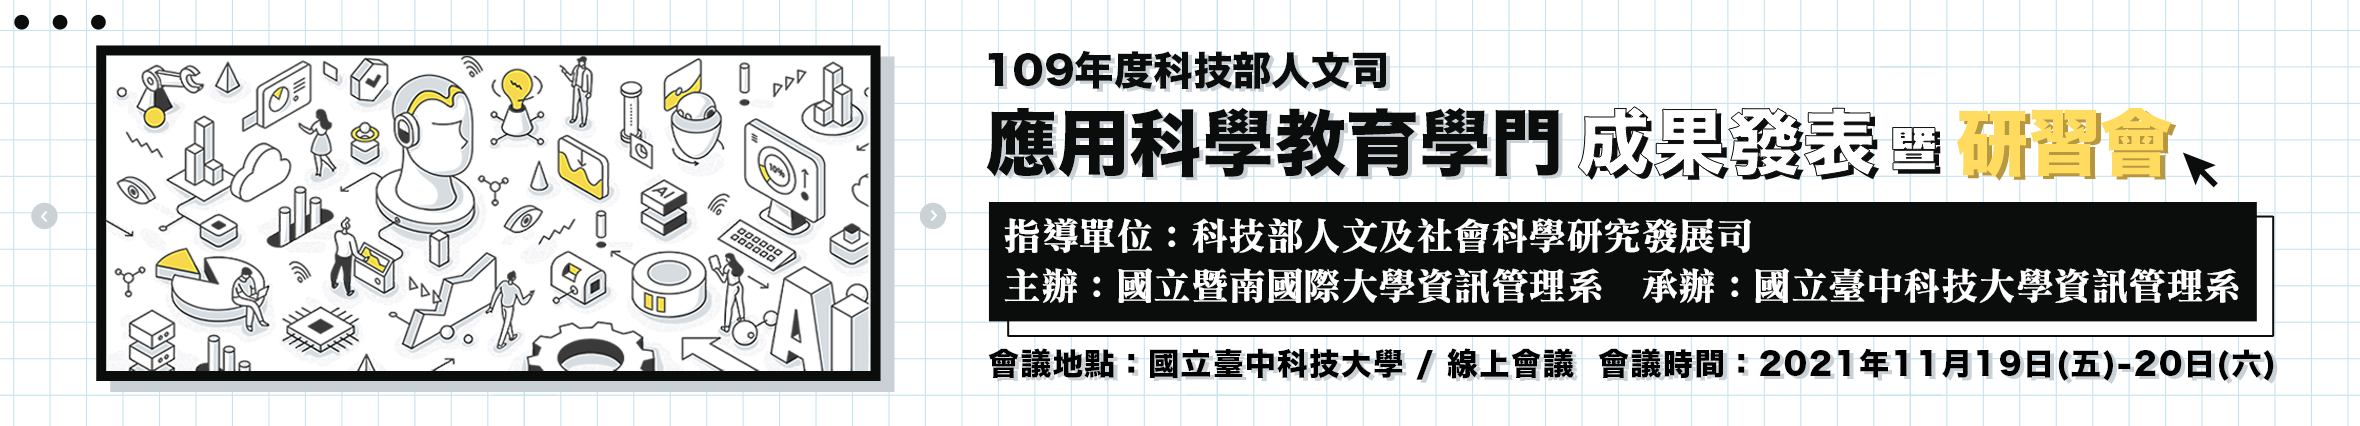 109年度科技部人文司
應用科學教育學門 成果發表 暨 研習會
指導單位：科技部人文及社會科學研究發展司
主辦：國立暨南國際大學資訊管理系　承辦：國立臺中科技大學資訊管理系
會議地點：國立臺中科技大學 / 線上會議 會議時間：2021年11月19日(五)-20日(六)
AI
10%
AI